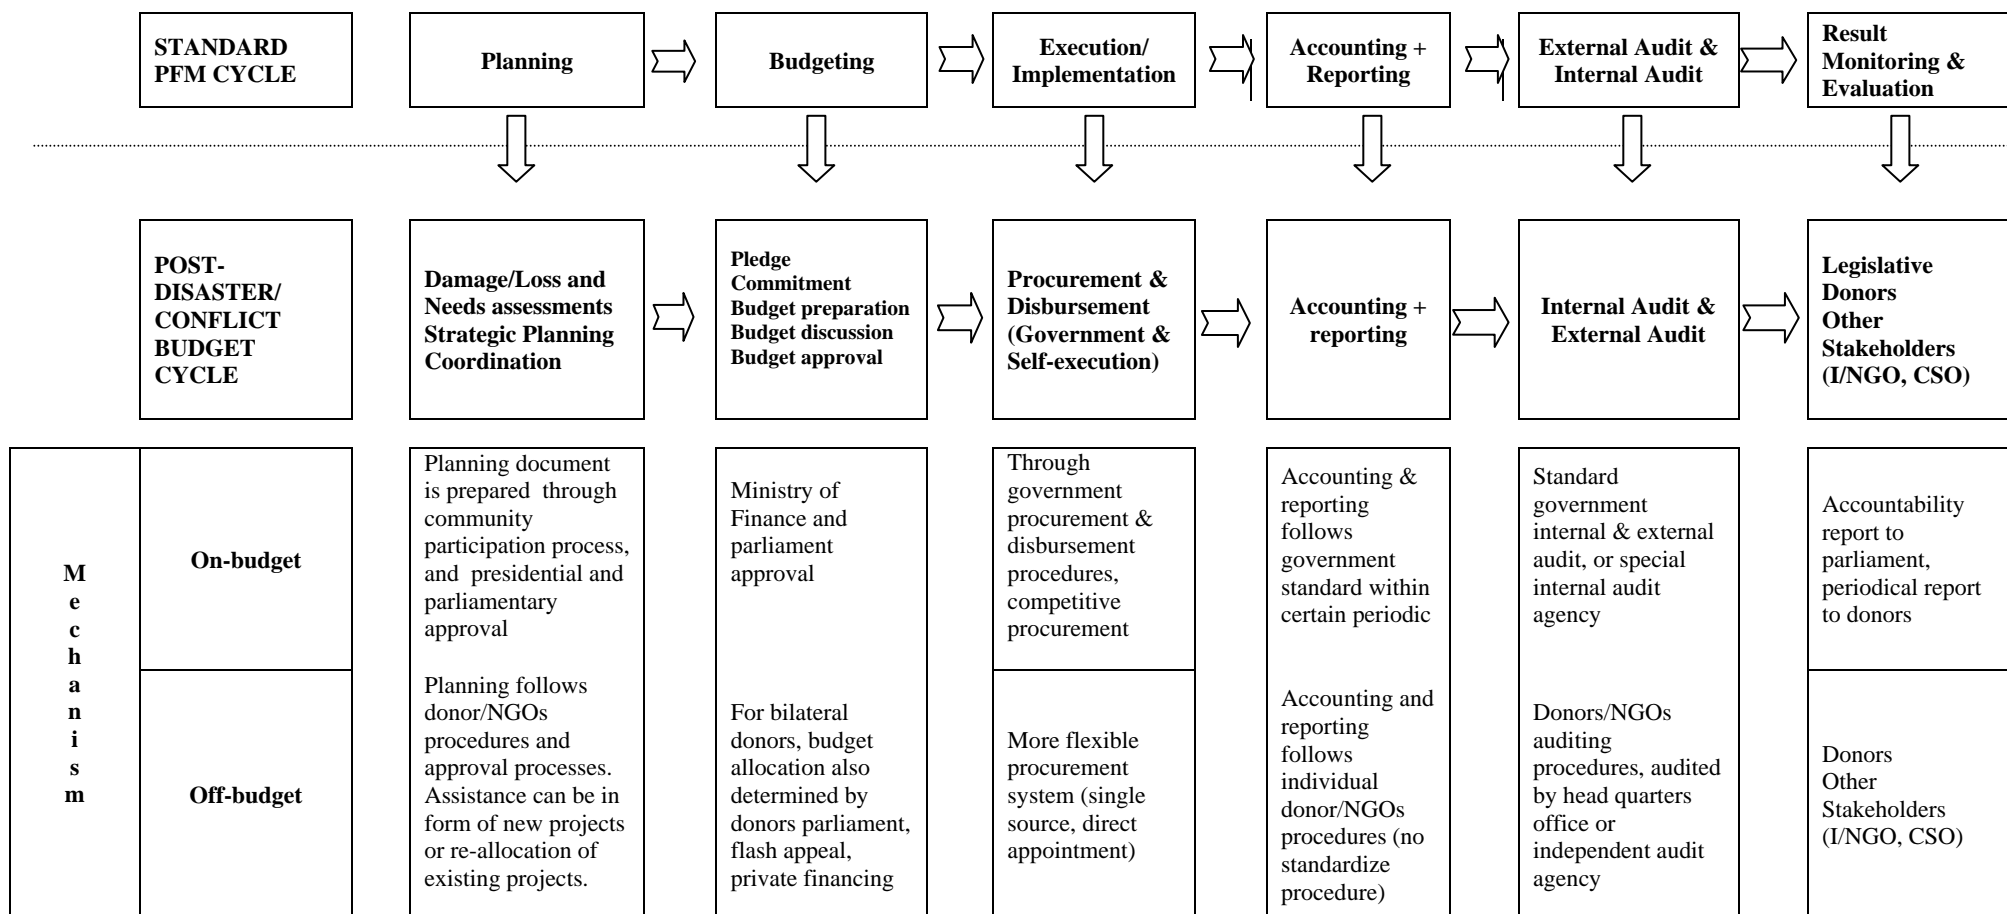 STANDARD
PFM CYCLE
Planning
Budgeting
Execution/
Implementation
Accounting +
Reporting
External Audit &
Internal Audit
Result
Monitoring &
Evaluation
POST-
DISASTER/
CONFLICT
BUDGET
CYCLE
Damage/Loss and
Needs assessments
Strategic Planning
Coordination
Pledge
Commitment
Budget preparation
Budget discussion
Budget approval
Procurement &
Disbursement
(Government &
Self-execution)
Accounting +
reporting
Internal Audit &
External Audit
Legislative
Donors
Other
Stakeholders
(I/NGO, CSO)
M
e
c
h
a
n
i
s
m
On-budget
Planning document
is prepared  through
community
participation process,
and  presidential and
parliamentary
approval
Ministry of
Finance and
parliament
approval
Through
government
procurement &
disbursement
procedures,
competitive
procurement
Accounting &
reporting
follows
government
standard within
certain periodic
Standard
government
internal & external
audit, or special
internal audit
agency
Accountability
report to
parliament,
periodical report
to donors
Off-budget
Planning follows
donor/NGOs
procedures and
approval processes.
Assistance can be in
form of new projects
or re-allocation of
existing projects.
For bilateral
donors, budget
allocation also
determined by
donors parliament,
flash appeal,
private financing
More flexible
procurement
system (single
source, direct
appointment)
Accounting and
reporting
follows
individual
donor/NGOs
procedures (no
standardize
procedure)
Donors/NGOs
auditing
procedures, audited
by head quarters
office or
independent audit
agency
Donors
Other
Stakeholders
(I/NGO, CSO)